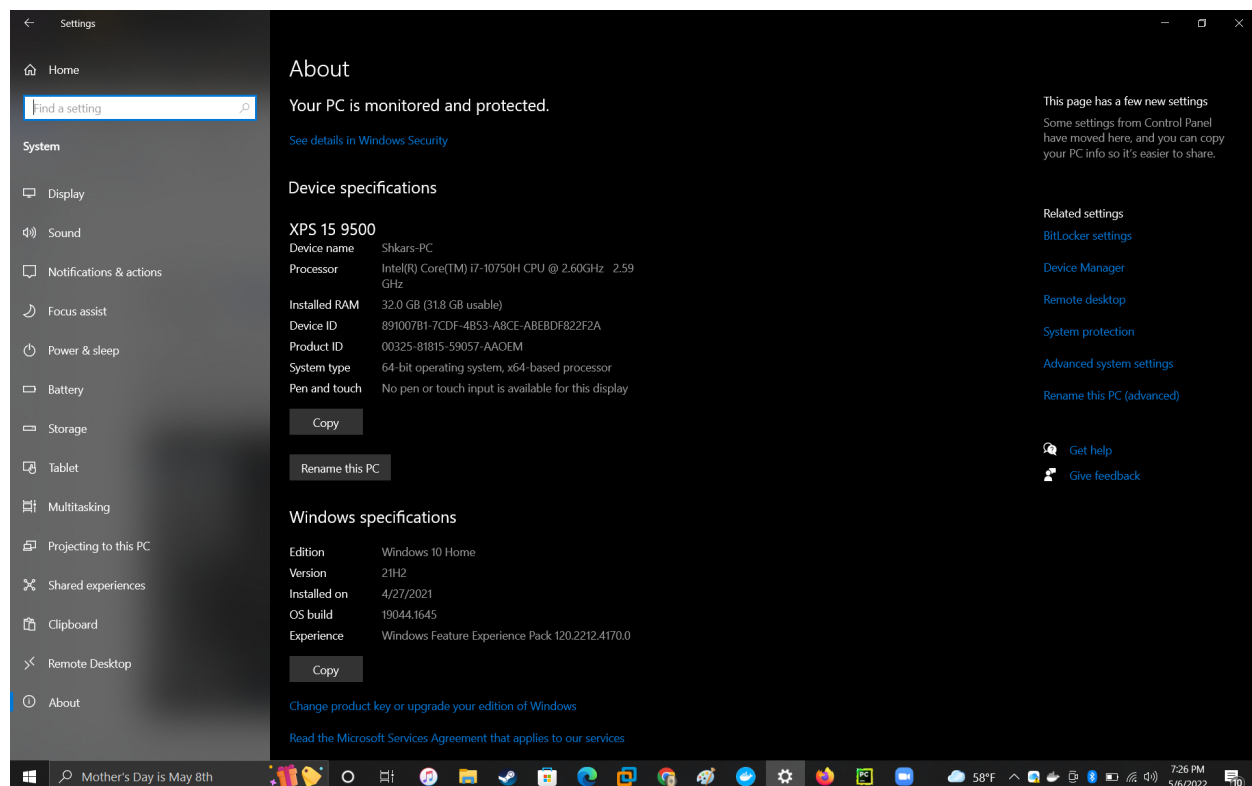 Settings
Home
Find a setting
System
Display
Sound
Notifications & actions
Focus assist
Power & sleep
Battery
Storage
Tablet
Multitasking
Projecting to this PC
Shared experiences
Clipboard
Remote Desktop
About
About
Your PC is monitored and protected.
See details in Windows Security
Device specifications
XPS 15 9500
Device name Shkars-PC
Processor Intel(R) Core(TM) i7-10750H CPU @ 2.60GHz 2.59
GHz
Installed RAM 32.0 GB (31.8 GB usable)
Device ID 891007B1-7CDF-4B53-A8CE-ABEBDF822F2A
Product ID 00325-81815-59057-AAOEM
System type 64-bit operating system, x64-based processor
Pen and touch No pen or touch input is available for this display
Copy
Rename this PC
Windows specifications
Edition Windows 10 Home
Version 21H2
Installed on 4/27/2021
OS build 19044.1645
Experience Windows Feature Experience Pack 120.2212.4170.0
Copy
Change product key or upgrade your edition of Windows
Read the Microsoft Services Agreement that applies to our services
This page has a few new settings
Some settings from Control Panel
have moved here, and you can copy
your PC info so it's easier to share.
Related settings
BitLocker settings
Device Manager
Remote desktop
System protection
Advanced system settings
Rename this PC (advanced)
Get help
Give feedback
Mother's Day is May 8th
PC
58°F
7:26 PM
5/6/2022
10